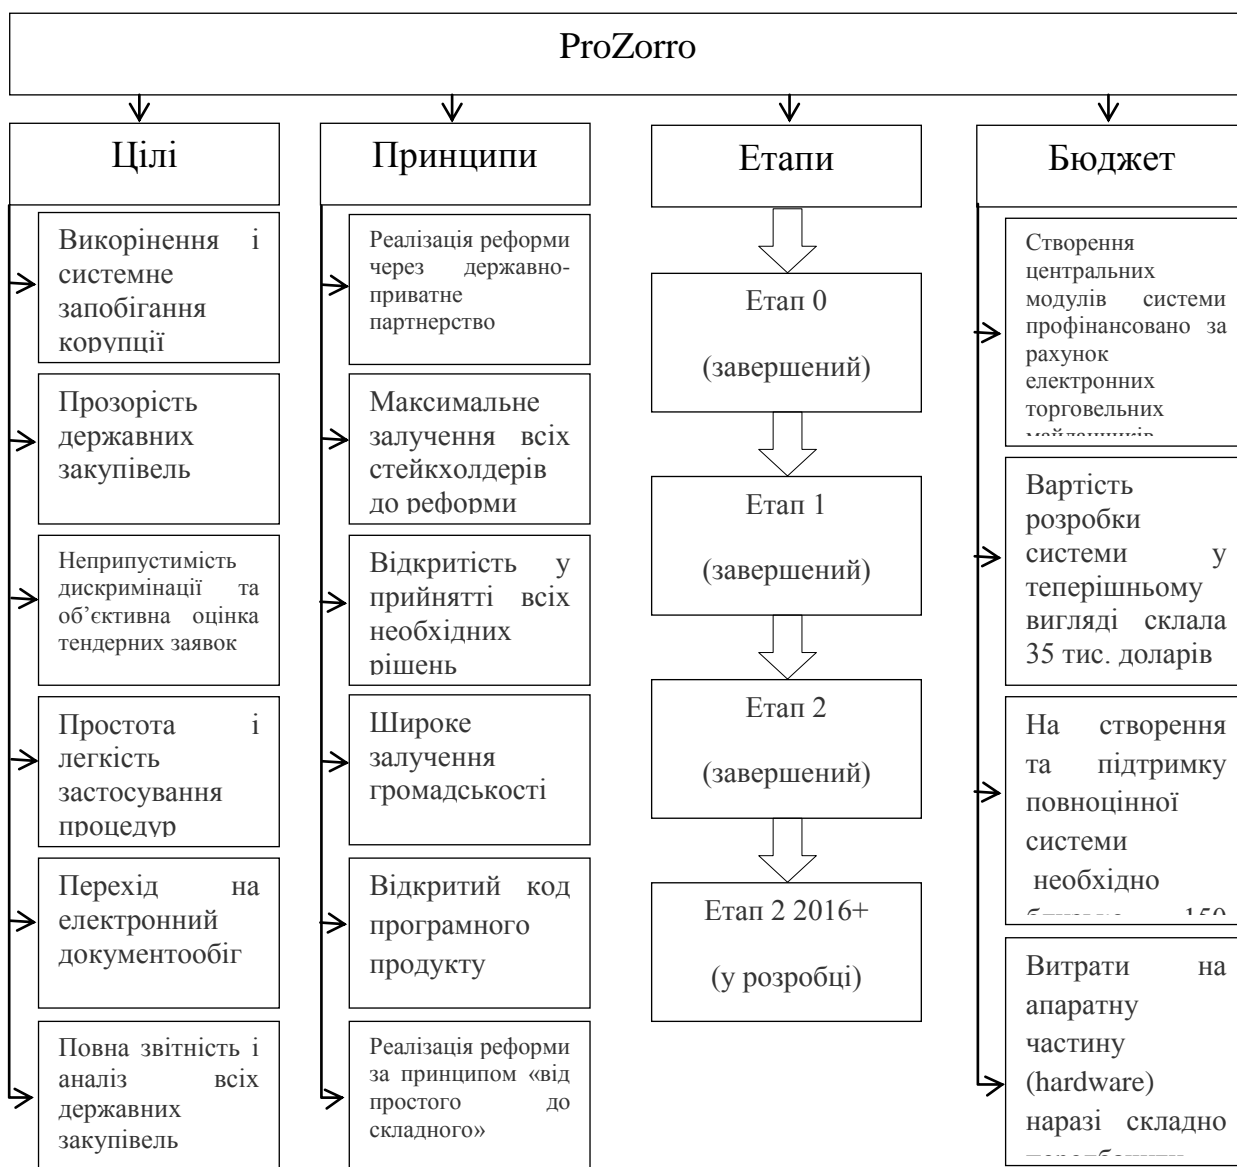 ProZorro
Цілі
Викорінення і
системне
запобігання
корупції
Прозорість
державних
закупівель
Неприпустимість
дискримінації та
об’єктивна оцінка
тендерних заявок
Простота і
легкість
застосування
процедур
Перехід на
електронний
документообіг
Повна звітність і
аналіз всіх
державних
закупівель
Принципи
Реалізація реформи
через державно-
приватне
партнерство
Максимальне
залучення всіх
стейкхолдерів
до реформи
Відкритість у
прийнятті всіх
необхідних
рішень
Широке
залучення
громадськості
Відкритий код
програмного
продукту
Реалізація реформи
за принципом «від
простого до
складного»
Етапи
Етап 0
(завершений)
Етап 1
(завершений)
Етап 2
(завершений)
Етап 2 2016+
(у розробці)
Бюджет
Створення
центральних
модулів системи
профінансовано за
рахунок
електронних
торговельних
майданчиків
Вартість
розробки
системи у
теперішньому
вигляді склала
35 тис. доларів
На створення
та підтримку
повноцінної
системи
необхідно
150
Витрати на
апаратну
частину
(hardware)
наразі складно